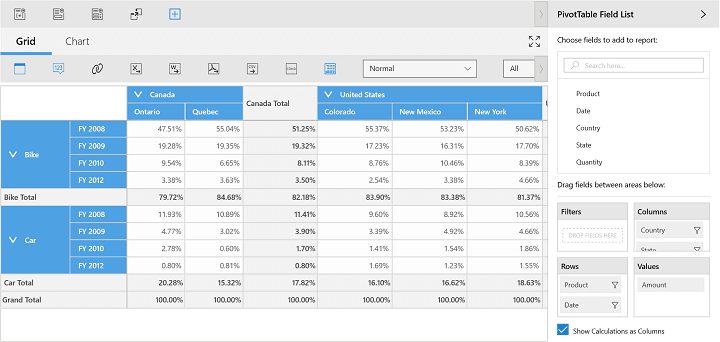 PivotTable Field List
Grid Chart
Choose fields to add to report:
Search here...
Normal All
Canada Canada Total United States U
Ontario Quebec Colorado New Mexico New York
Product
Date
Country
State
Quantity
Bike
FY 2008 47.51% 55.04% 51.25% 55.37% 53.23% 50.62%
FY 2009 19.28% 19.35% 19.32% 17.23% 16.31% 17.70%
FY 2010 9.54% 6.65% 8.11% 8.76% 10.46% 8.39%
FY 2012 3.38% 3.63% 3.50% 2.54% 3.38% 4.66%
Bike Total 79.72% 84.68% 82.18% 83.90% 83.38% 81.37%
Car
FY 2008 11.93% 10.89% 11.41% 9.60% 8.92% 10.56%
FY 2009 4.77% 3.02% 3.90% 3.39% 4.92% 4.66%
FY 2010 2.78% 0.60% 1.70% 1.41% 1.54% 1.86%
FY 2012 0.80% 0.81% 0.80% 1.69% 1.23% 1.55%
Car Total 20.28% 15.32% 17.82% 16.10% 16.62% 18.63%
Grand Total 100.00% 100.00% 100.00% 100.00% 100.00% 100.00%
Drag fields between areas below:
Filters Columns
DROP FIELDS HERE Country
State
Rows Values
Product Amount
Date
Show Calculations as Columns